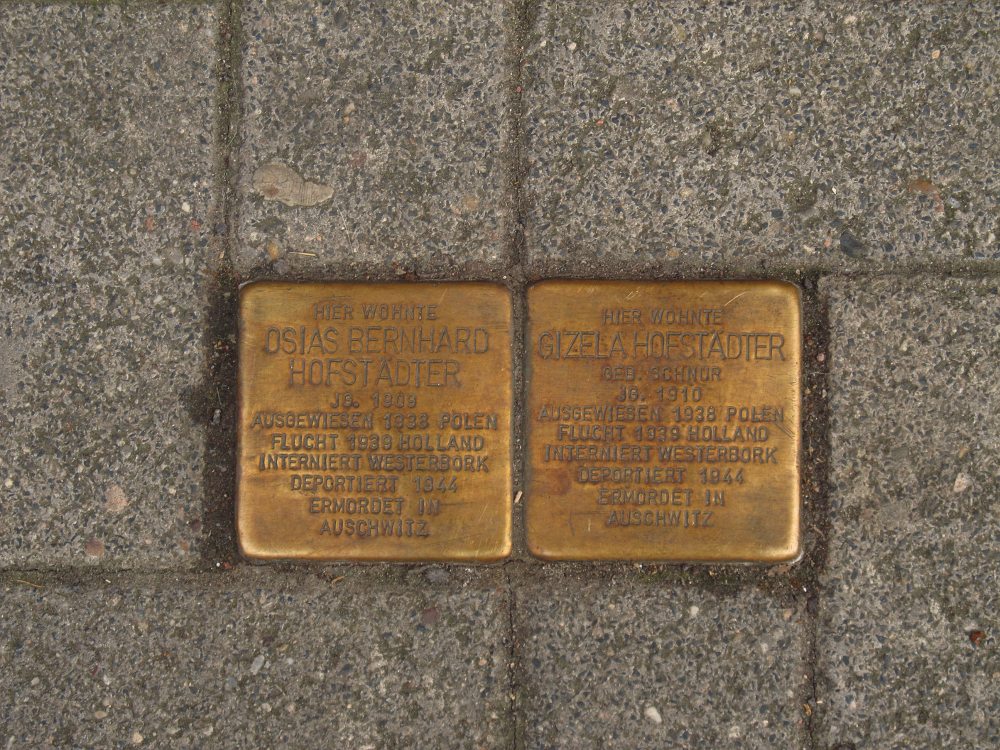 HIER WOHNTE
OSIAS BERNHARD
HOFSTÄDTER
JG. 1909
AUSGEWIESEN 1938 POLEN
FLUCHT 1939 HOLLAND
INTERNIERT WESTERBORK
DEPORTIERT 1944
ERMORDET IN
AUSCHWITZ
HIER WOHNTE
GIZELA HOFSTÄDTER
GEB. SCHNUR
JG. 1910
AUSGEWIESEN 1938 POLEN
FLUCHT 1939 HOLLAND
INTERNIERT WESTERBORK
DEPORTIERT 1944
ERMORDET IN
AUSCHWITZ